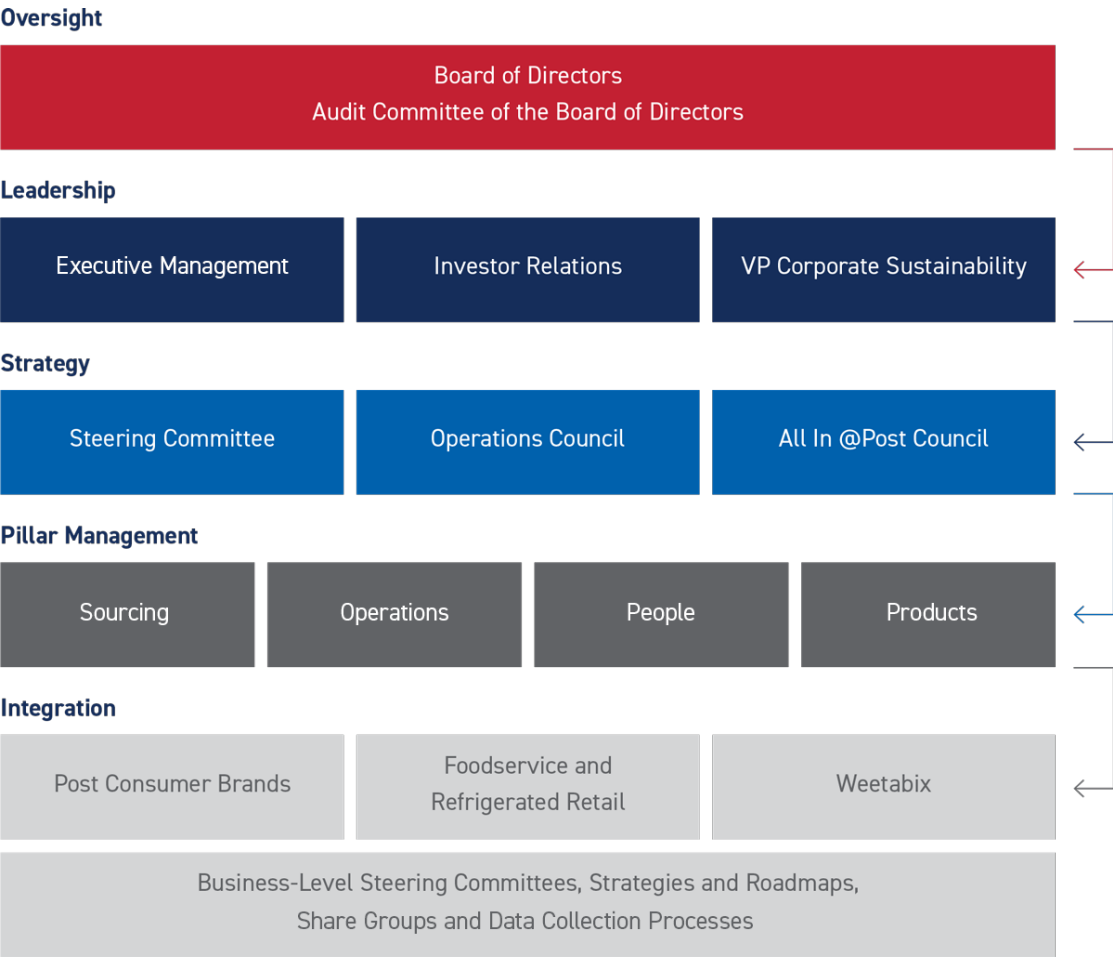 Oversight
Board of Directors
Audit Committee of the Board of Directors
Leadership
Executive Management
Investor Relations
VP Corporate Sustainability
Strategy
Steering Committee
Operations Council
All In @Post Council
Pillar Management
Sourcing
Operations
People
Products
Integration
Post Consumer Brands
Foodservice and
Refrigerated Retail
Weetabix
Business-Level Steering Committees, Strategies and Roadmaps,
Share Groups and Data Collection Processes